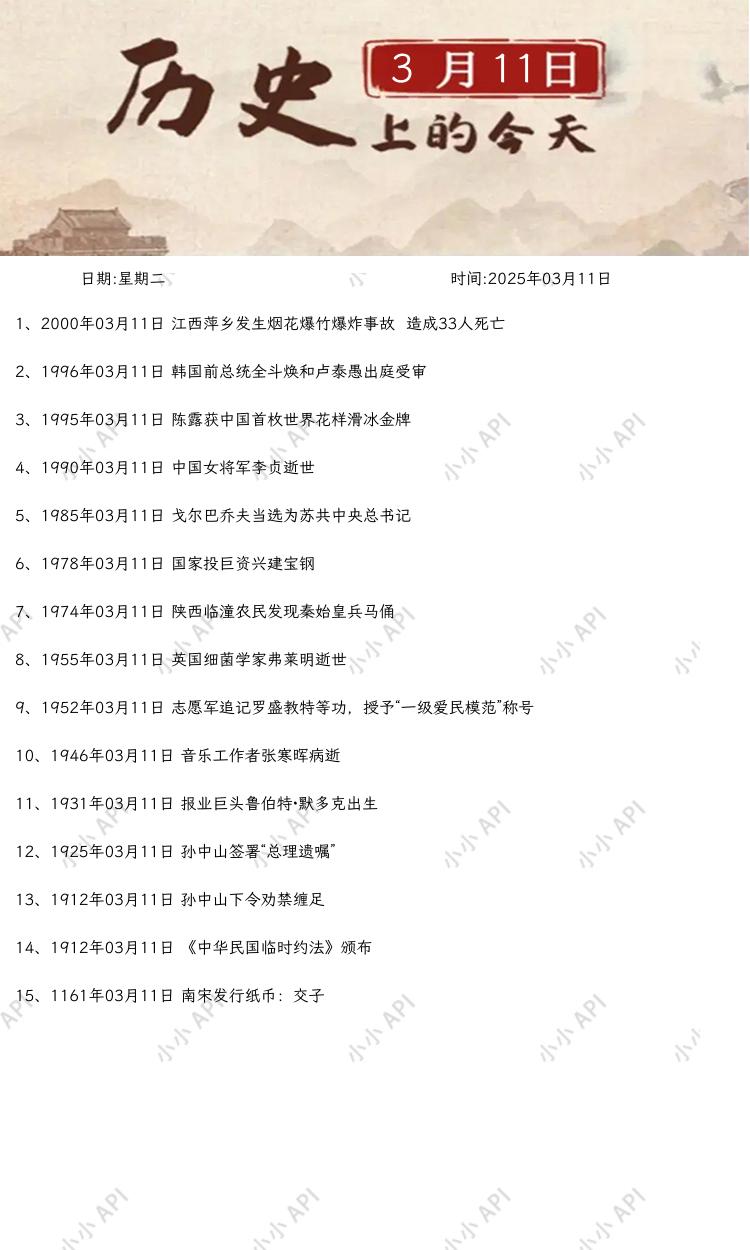 历史
3 月11日
上的今天
日期:星期二 时间:2025年03月11日
1、2000年03月11日 江西萍乡发生烟花爆竹爆炸事故 造成33人死亡
2、1996年03月11日 韩国前总统全斗焕和卢泰愚出庭受审
3、1995年03月11日 陈露获中国首枚世界花样滑冰金牌
4、1990年03月11日 中国女将军李贞逝世
5、1985年03月11日 戈尔巴乔夫当选为苏共中央总书记
6、1978年03月11日 国家投巨资兴建宝钢
7、1974年03月11日 陕西临潼农民发现秦始皇兵马俑
8、1955年03月11日 英国细菌学家弗莱明逝世
9、1952年03月11日 志愿军追记罗盛教特等功，授予“一级爱民模范”称号
10、1946年03月11日 音乐工作者张寒晖病逝
11、1931年03月11日 报业巨头鲁伯特•默多克出生
12、1925年03月11日 孙中山签署“总理遗嘱”
13、1912年03月11日 孙中山下令劝禁缠足
14、1912年03月11日 《中华民国临时约法》颁布
15、1161年03月11日 南宋发行纸币：交子
小小 API